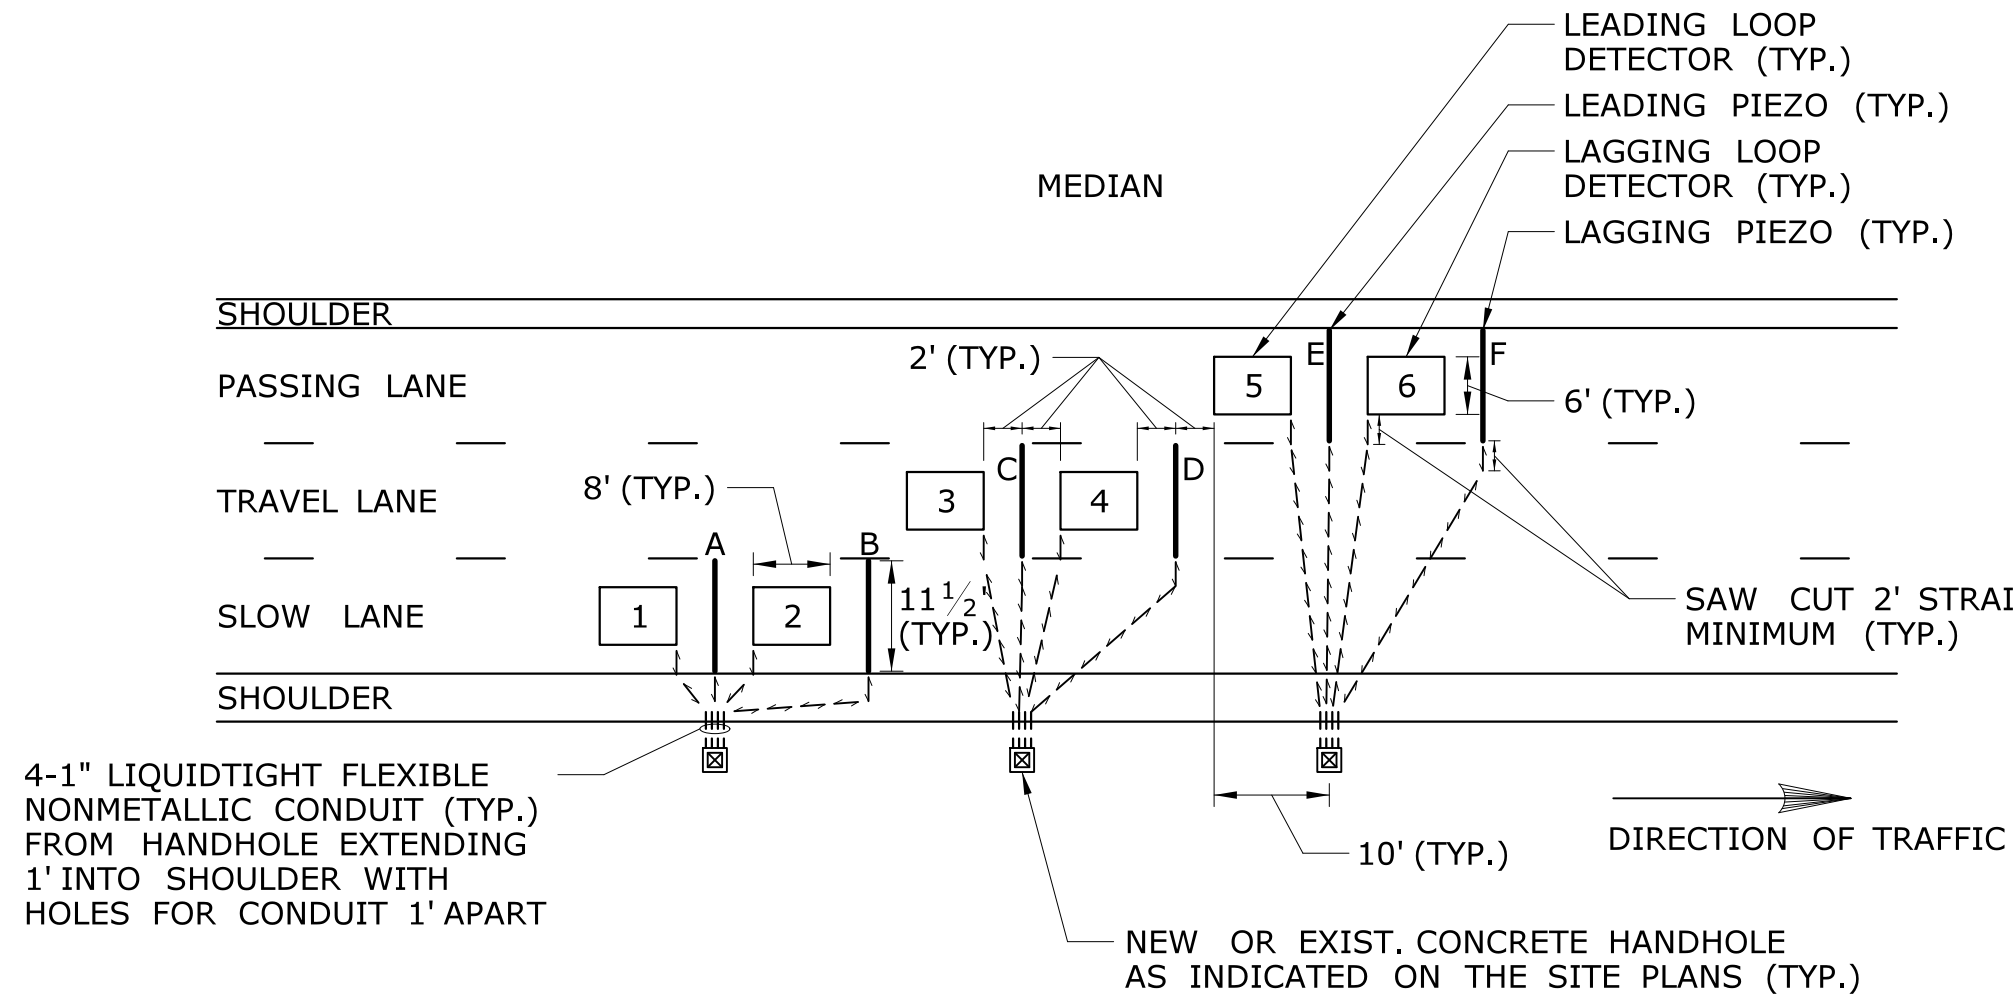 LEADING LOOP
DETECTOR (TYP.)
LEADING PIEZO (TYP.)
LAGGING LOOP
DETECTOR (TYP.)
LAGGING PIEZO (TYP.)
MEDIAN
SHOULDER
2' (TYP.)
E
F
PASSING LANE
5
6
6' (TYP.)
8' (TYP.)
C
D
TRAVEL LANE
3
4
A
B
11 1/2'
(TYP.)
SLOW LANE
1
2
SAW CUT 2' STRAI
MINIMUM (TYP.)
SHOULDER
4-1" LIQUIDTIGHT FLEXIBLE
NONMETALLIC CONDUIT (TYP.)
FROM HANDHOLE EXTENDING
1' INTO SHOULDER WITH
HOLES FOR CONDUIT 1' APART
10' (TYP.)
DIRECTION OF TRAFFIC
NEW OR EXIST. CONCRETE HANDHOLE
AS INDICATED ON THE SITE PLANS (TYP.)